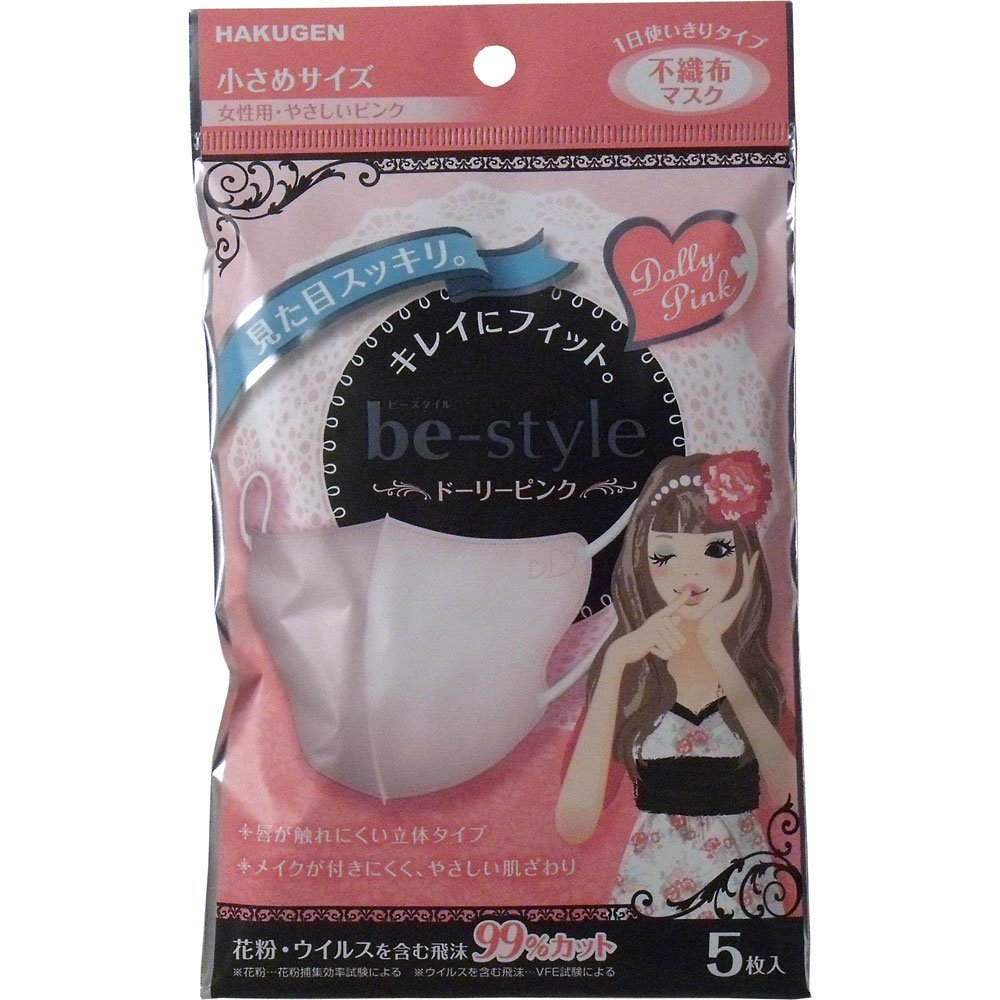 HAKUGEN
小さめサイズ
女性用・やさしいピンク
1日使いきりタイプ
不織布
マスク
見た目スッキリ。
Dolly
Pink
キレイにフィット。
ビースタイル
be-style
ドーリーピンク
＊唇が触れにくい立体タイプ
＊メイクが付きにくく、やさしい肌ざわり
花粉・ウイルスを含む飛沫99%カット
※花粉…花粉捕集効率試験による ※ウイルスを含む飛沫…VFE試験による
5枚入